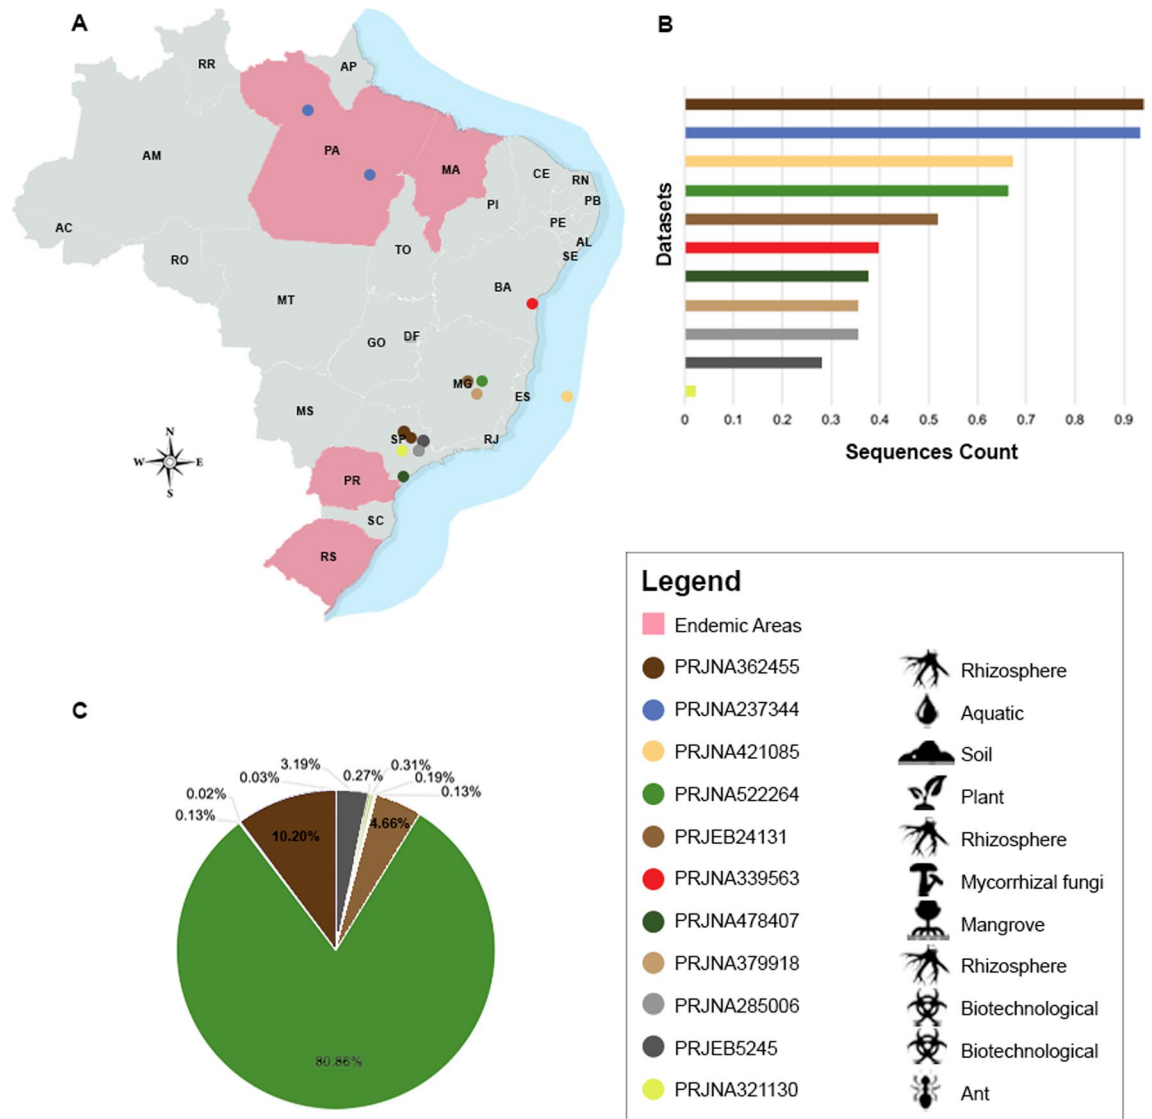 A
RR
AP
AM
PA
MA
CE
RN
PB
PI
PE
AL
SE
AC
RO
TO
BA
MT
GO
DF
MG
ES
MS
SP
RJ
PR
SC
RS
N
W
E
S
B
Datasets
0 0.1 0.2 0.3 0.4 0.5 0.6 0.7 0.8 0.9
Sequences Count
C
3.19%
0.31%
0.03%
0.27%
0.19%
0.02%
0.13%
0.13%
10.20%
4.66%
80.86%
Legend
Endemic Areas
PRJNA362455 Rhizosphere
PRJNA237344 Aquatic
PRJNA421085 Soil
PRJNA522264 Plant
PRJEB24131 Rhizosphere
PRJNA339563 Mycorrhizal fungi
PRJNA478407 Mangrove
PRJNA379918 Rhizosphere
PRJNA285006 Biotechnological
PRJEB5245 Biotechnological
PRJNA321130 Ant